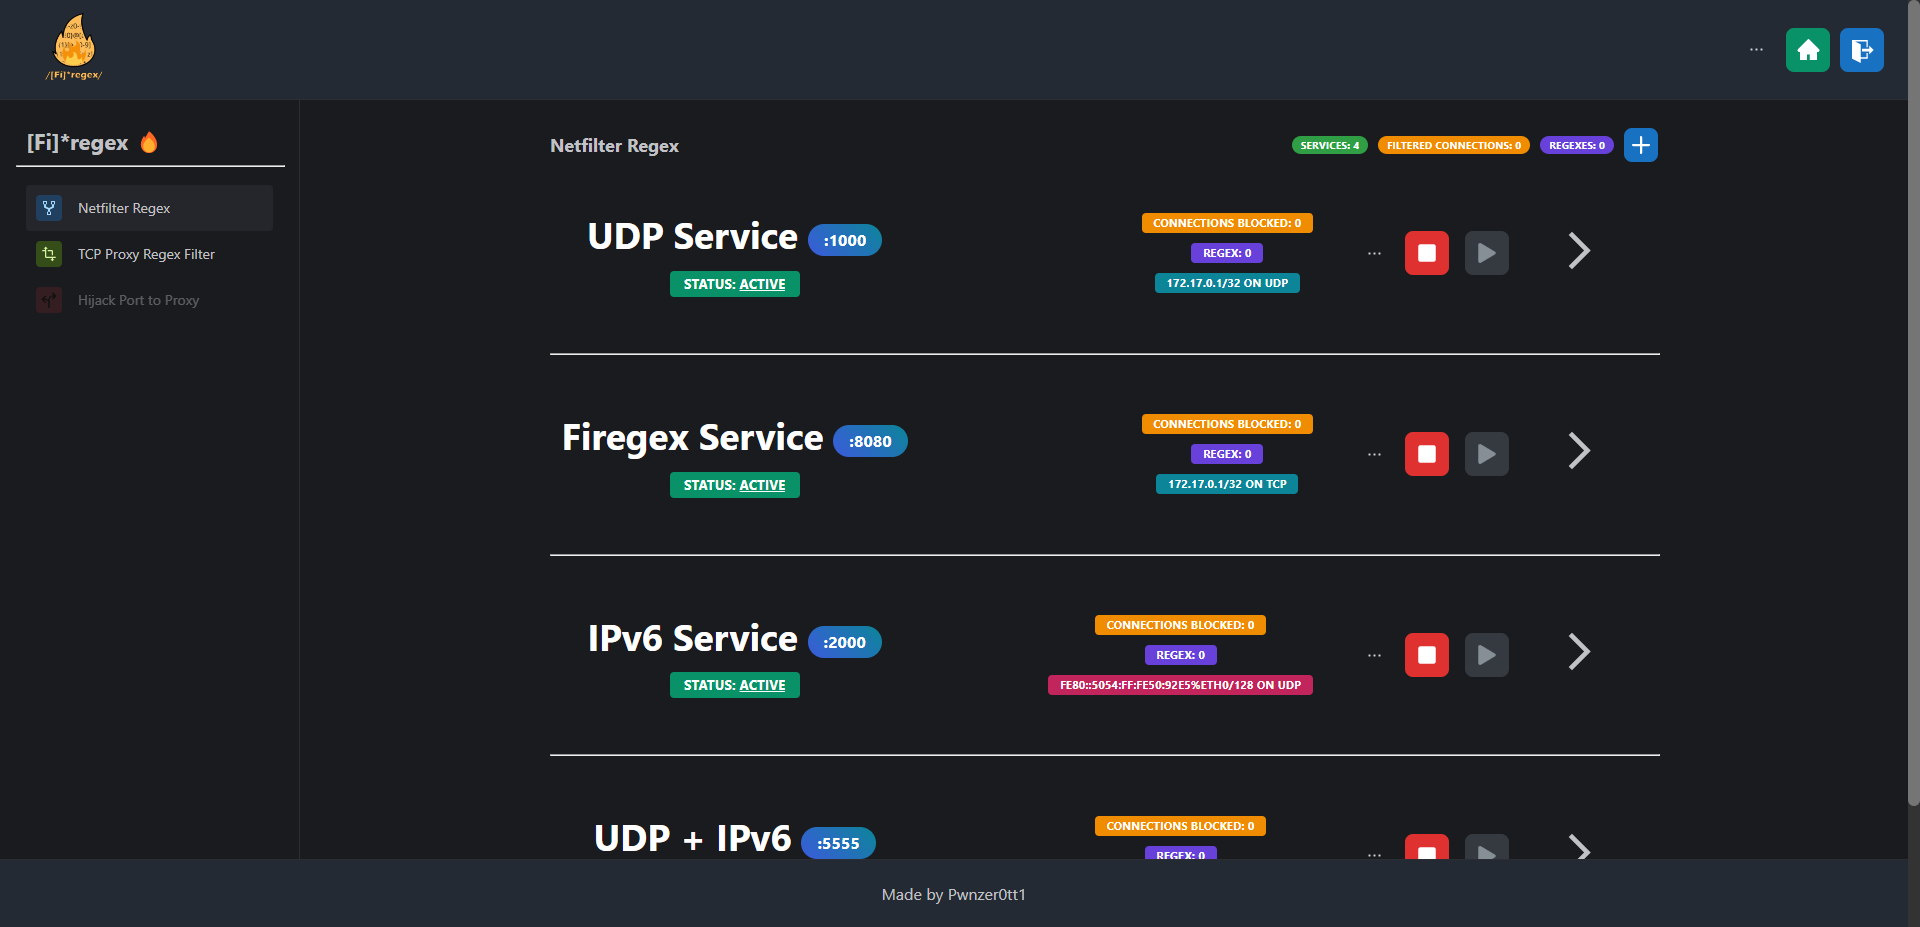 /[Fi]*regex/
[Fi]*regex
Netfilter Regex
TCP Proxy Regex Filter
Hijack Port to Proxy
Netfilter Regex
SERVICES: 4
FILTERED CONNECTIONS: 0
REGEXES: 0
UDP Service :1000
STATUS: ACTIVE
CONNECTIONS BLOCKED: 0
REGEX: 0
172.17.0.1/32 ON UDP
Firegex Service :8080
STATUS: ACTIVE
CONNECTIONS BLOCKED: 0
REGEX: 0
172.17.0.1/32 ON TCP
IPv6 Service :2000
STATUS: ACTIVE
CONNECTIONS BLOCKED: 0
REGEX: 0
FE80::5054:FF:FE50:92E5%ETH0/128 ON UDP
UDP + IPv6 :5555
CONNECTIONS BLOCKED: 0
REGEX: 0
Made by Pwnzer0tt1